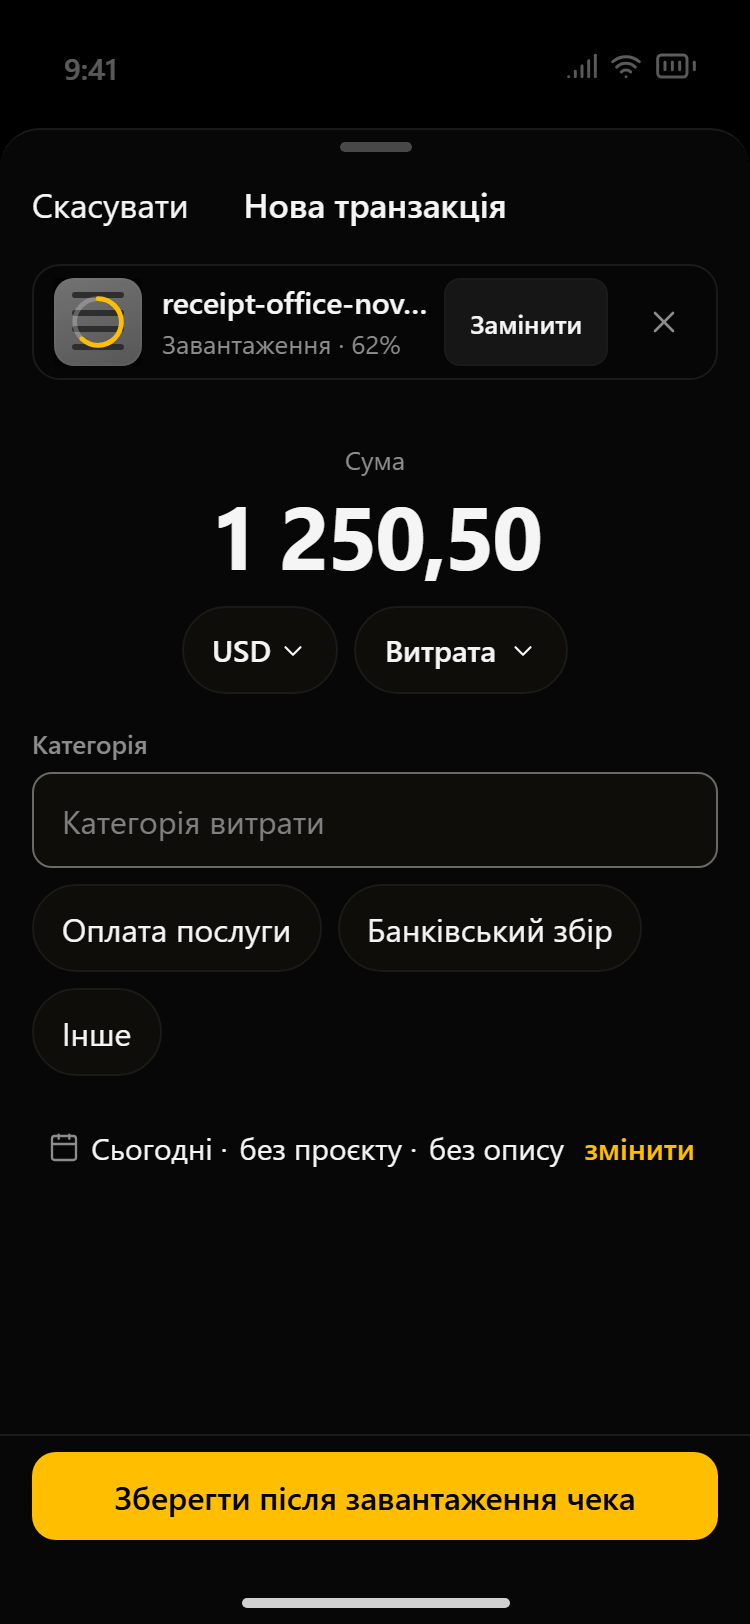 9:41
Скасувати Нова транзакція
receipt-office-nov...
Завантаження · 62%
Замінити
Сума
1 250,50
USD Витрата
Категорія
Категорія витрати
Оплата послуги Банківський збір
Інше
Сьогодні · без проєкту · без опису змінити
Зберегти після завантаження чека